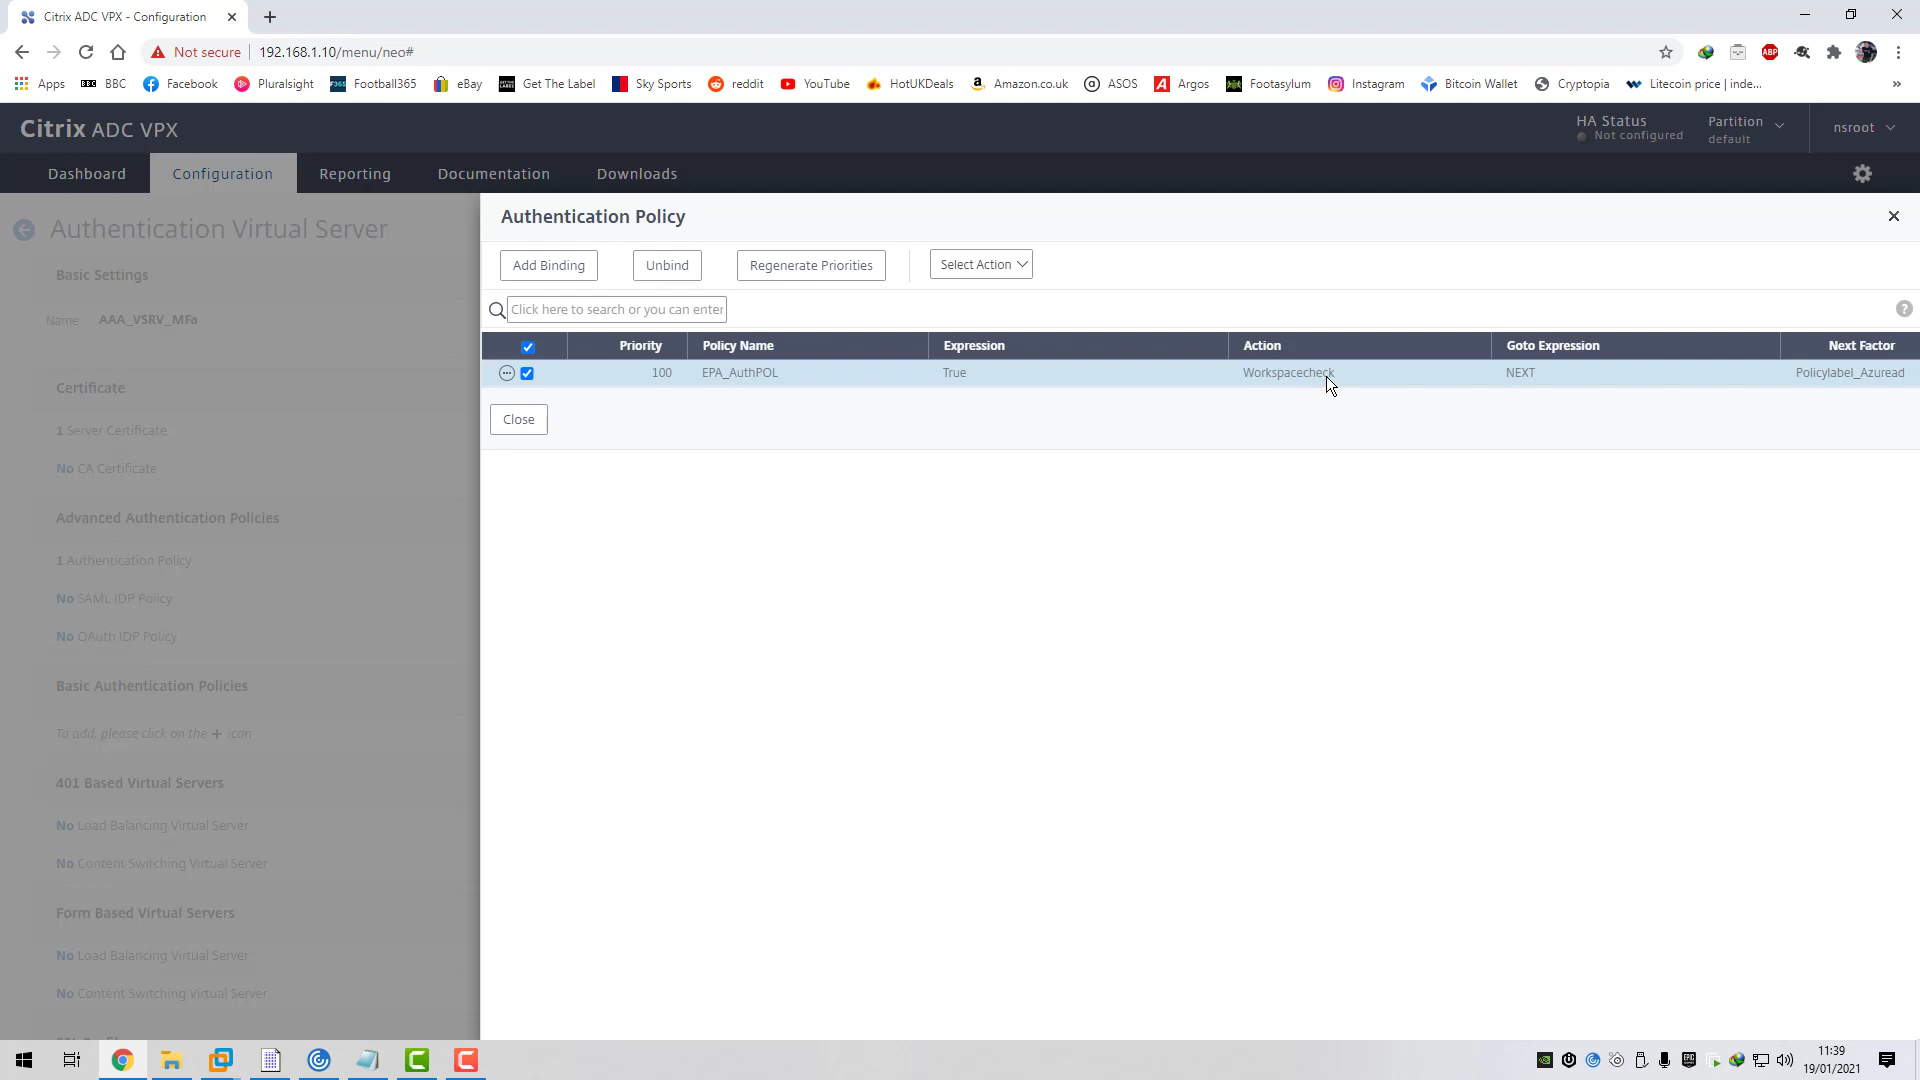 Citrix ADC VPX - Configuration
Not secure
192.168.1.10/menu/neo#
Apps
BBC
Facebook
Pluralsight
Football365
eBay
Get The Label
Sky Sports
reddit
YouTube
HotUKDeals
Amazon.co.uk
ASOS
Argos
Footasylum
Instagram
Bitcoin Wallet
Cryptopia
Litecoin price | inde...
Citrix ADC VPX
HA Status
Not configured
Partition
default
nsroot
Dashboard
Configuration
Reporting
Documentation
Downloads
Authentication Virtual Server
Basic Settings
Name AAA_VSRV_MFa
Certificate
1 Server Certificate
No CA Certificate
Advanced Authentication Policies
1 Authentication Policy
No SAML IDP Policy
No OAuth IDP Policy
Basic Authentication Policies
To add, please click on the + icon
401 Based Virtual Servers
No Load Balancing Virtual Server
No Content Switching Virtual Server
Form Based Virtual Servers
No Load Balancing Virtual Server
No Content Switching Virtual Server
Authentication Policy
Add Binding
Unbind
Regenerate Priorities
Select Action
Click here to search or you can enter
Priority Policy Name Expression Action Goto Expression Next Factor
100 EPA_AuthPOL True Workspacecheck NEXT Policylabel_Azuread
Close
11:39
19/01/2021